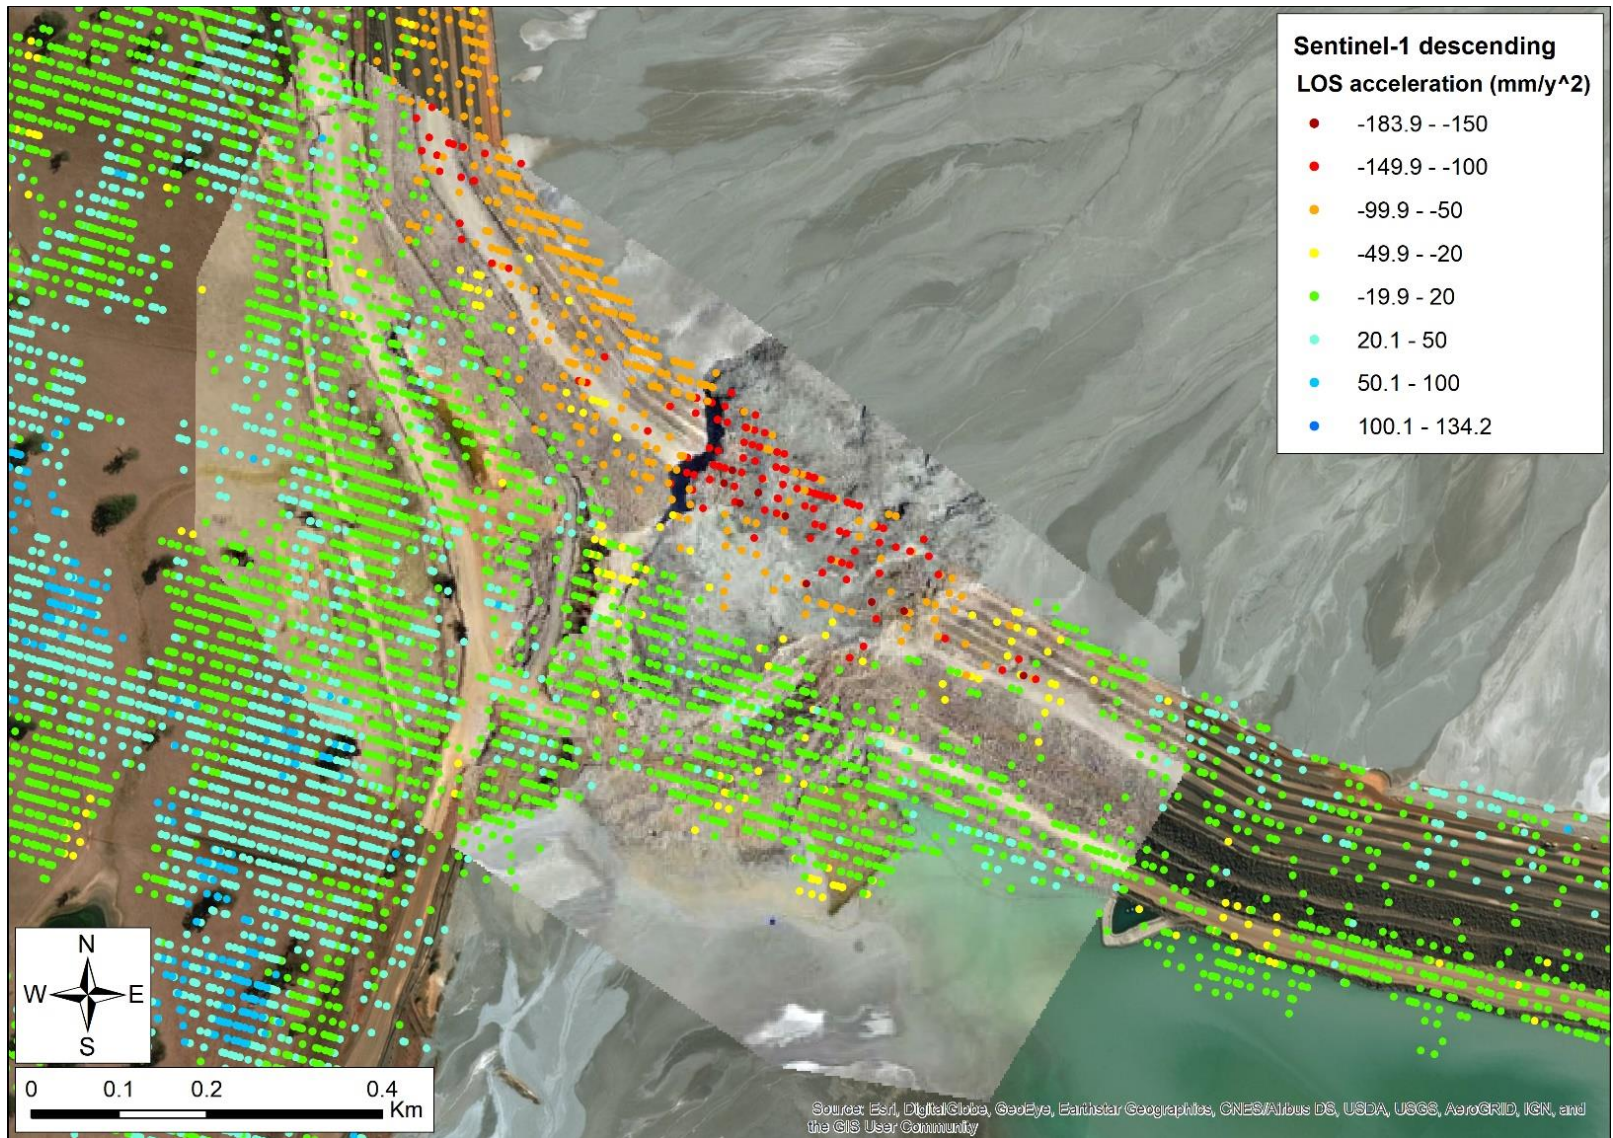 Sentinel-1 descending
LOS acceleration (mm/y^2)
-183.9 - -150
-149.9 - -100
-99.9 - -50
-49.9 - -20
-19.9 - 20
20.1 - 50
50.1 - 100
100.1 - 134.2
N
W E
S
0 0.1 0.2 0.4
Km
Source: Esri, DigitalGlobe, GeoEye, Earthstar Geographics, CNES/Airbus DS, USDA, USGS, AeroGRID, IGN, and
the GIS User Community